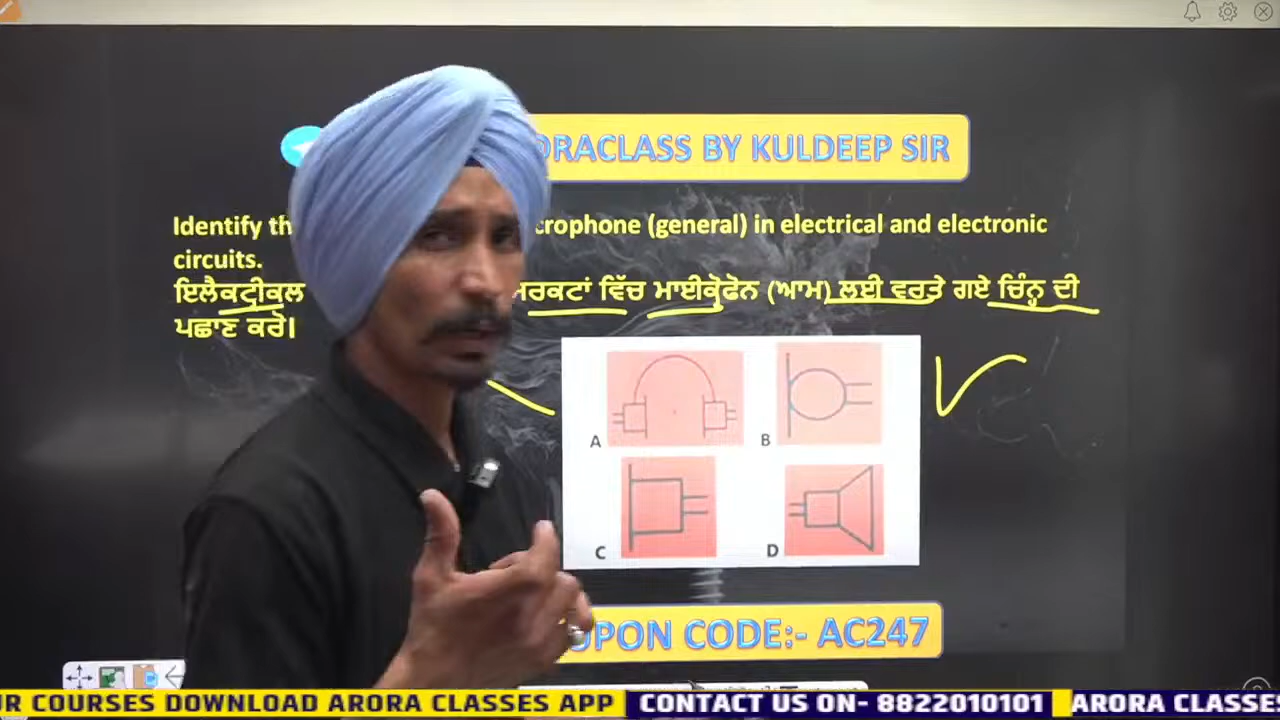 ORACLASS BY KULDEEP SIR
Identify crophone (general) in electrical and electronic
circuits.
ਇਲੈਕਟ੍ਰੀਕਲ ਸਰਕਟਾਂ ਵਿੱਚ ਮਾਈਕ੍ਰੋਫੋਨ (ਆਮ) ਲਈ ਵਰਤੇ ਗਏ ਚਿੰਨ੍ਹ ਦੀ
ਪਛਾਣ ਕਰੋ।
A
B
C
D
UPON CODE:- AC247
UR COURSES DOWNLOAD ARORA CLASSES APP
CONTACT US ON- 8822010101
ARORA CLASSES